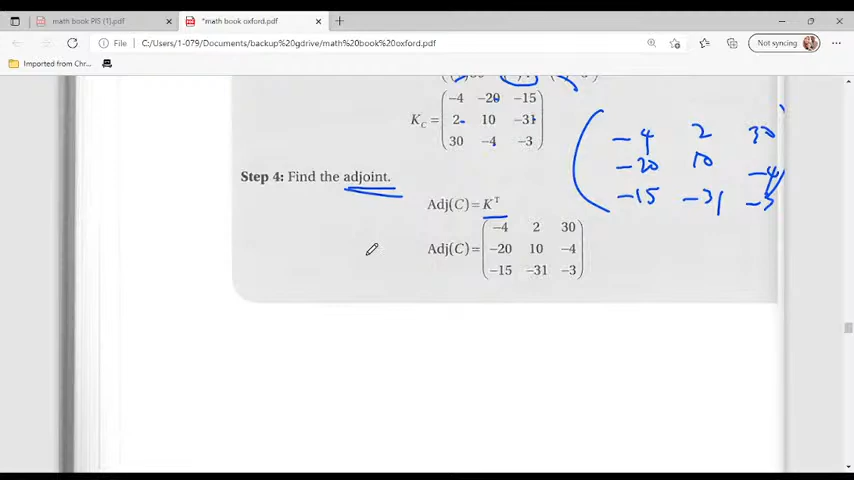 math book PIS (1).pdf
*math book oxford.pdf
File
C:/Users/1-079/Documents/backup%20gdrive/math%20book%20oxford.pdf
Not syncing
Imported from Chr...
-4 -20 -15
K_C = 2 10 -31
30 -4 -3
-4 2 30
-20 10 -4
-15 -31 -3
Step 4: Find the adjoint.
Adj(C) = K^T
-4 2 30
Adj(C) = -20 10 -4
-15 -31 -3